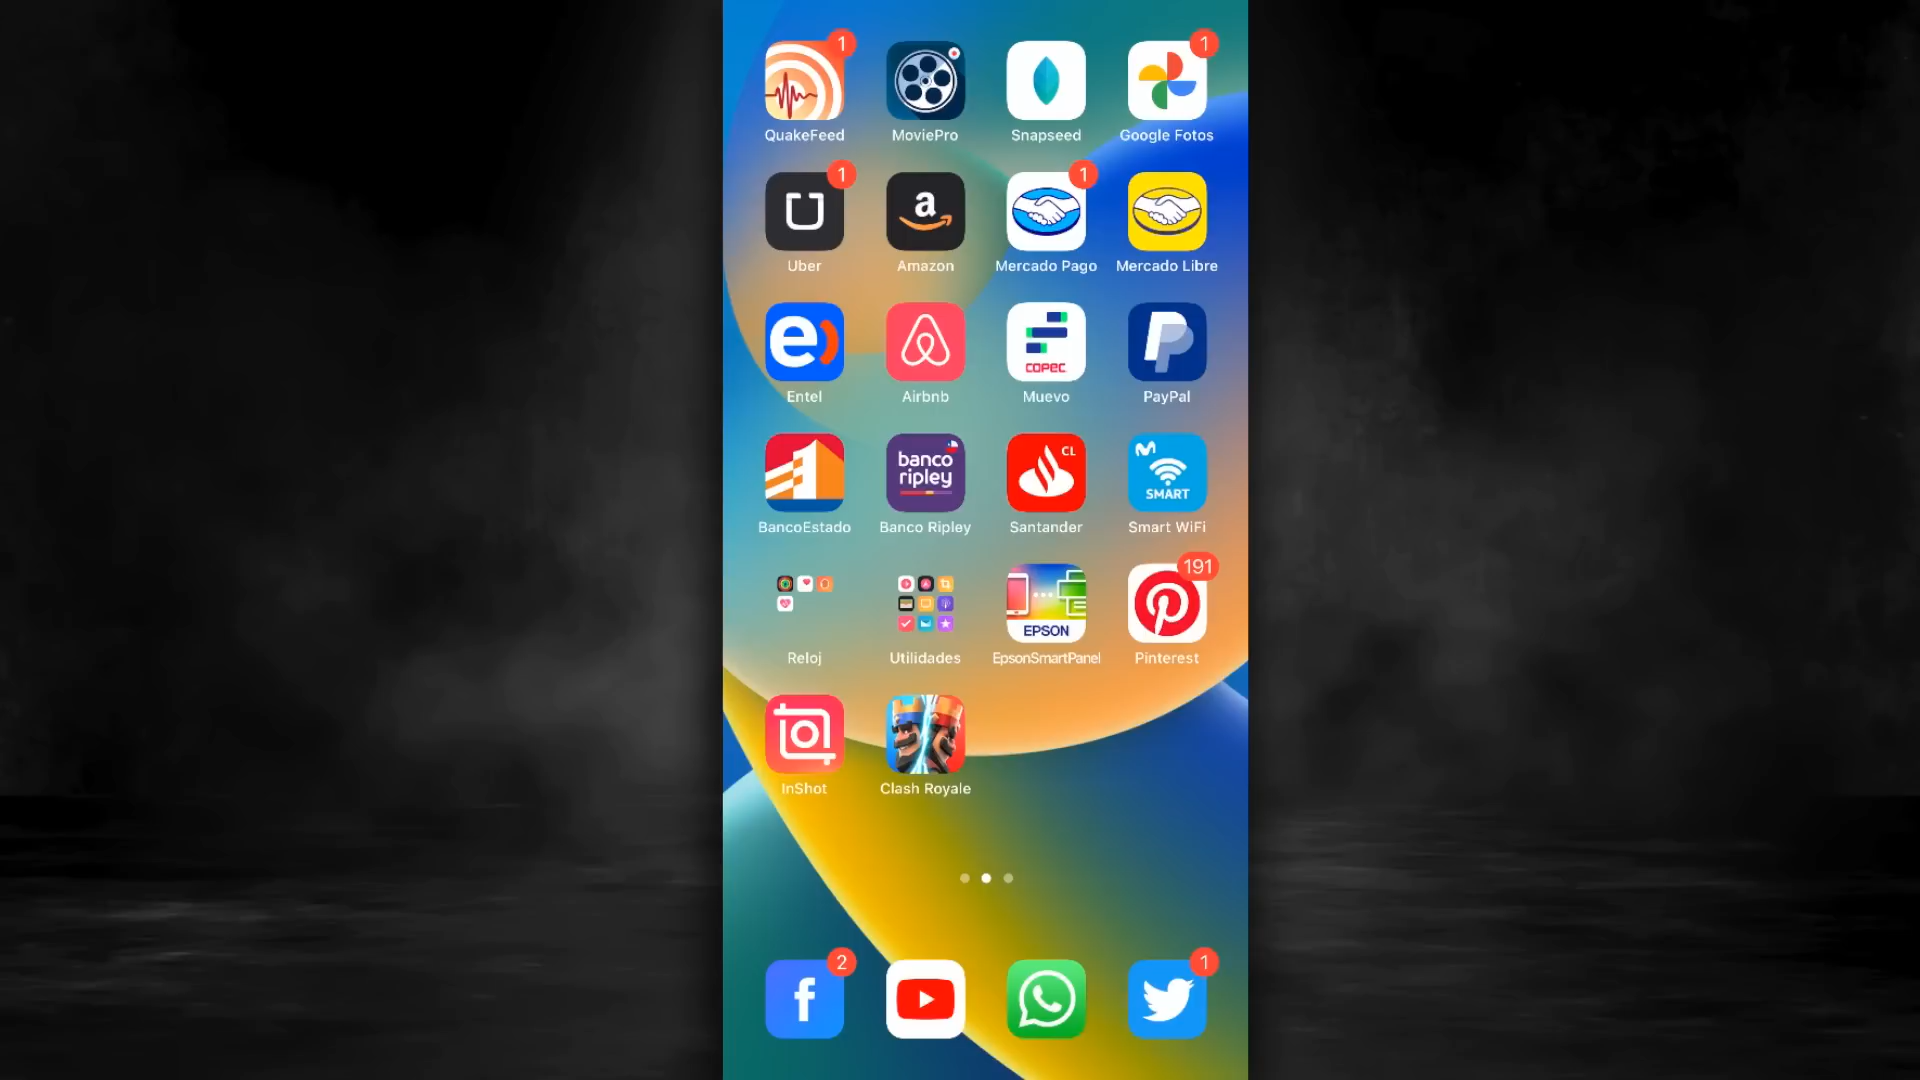 1
1
QuakeFeed
MoviePro
Snapseed
Google Fotos
1
a
1
Uber
Amazon
Mercado Pago
Mercado Libre
e)
COPEC
P
Entel
Airbnb
Muevo
PayPal
banco
ripley
CL
SMART
BancoEstado
Banco Ripley
Santander
Smart WiFi
EPSON
191
Reloj
Utilidades
EpsonSmartPanel
Pinterest
InShot
Clash Royale
2
f
1